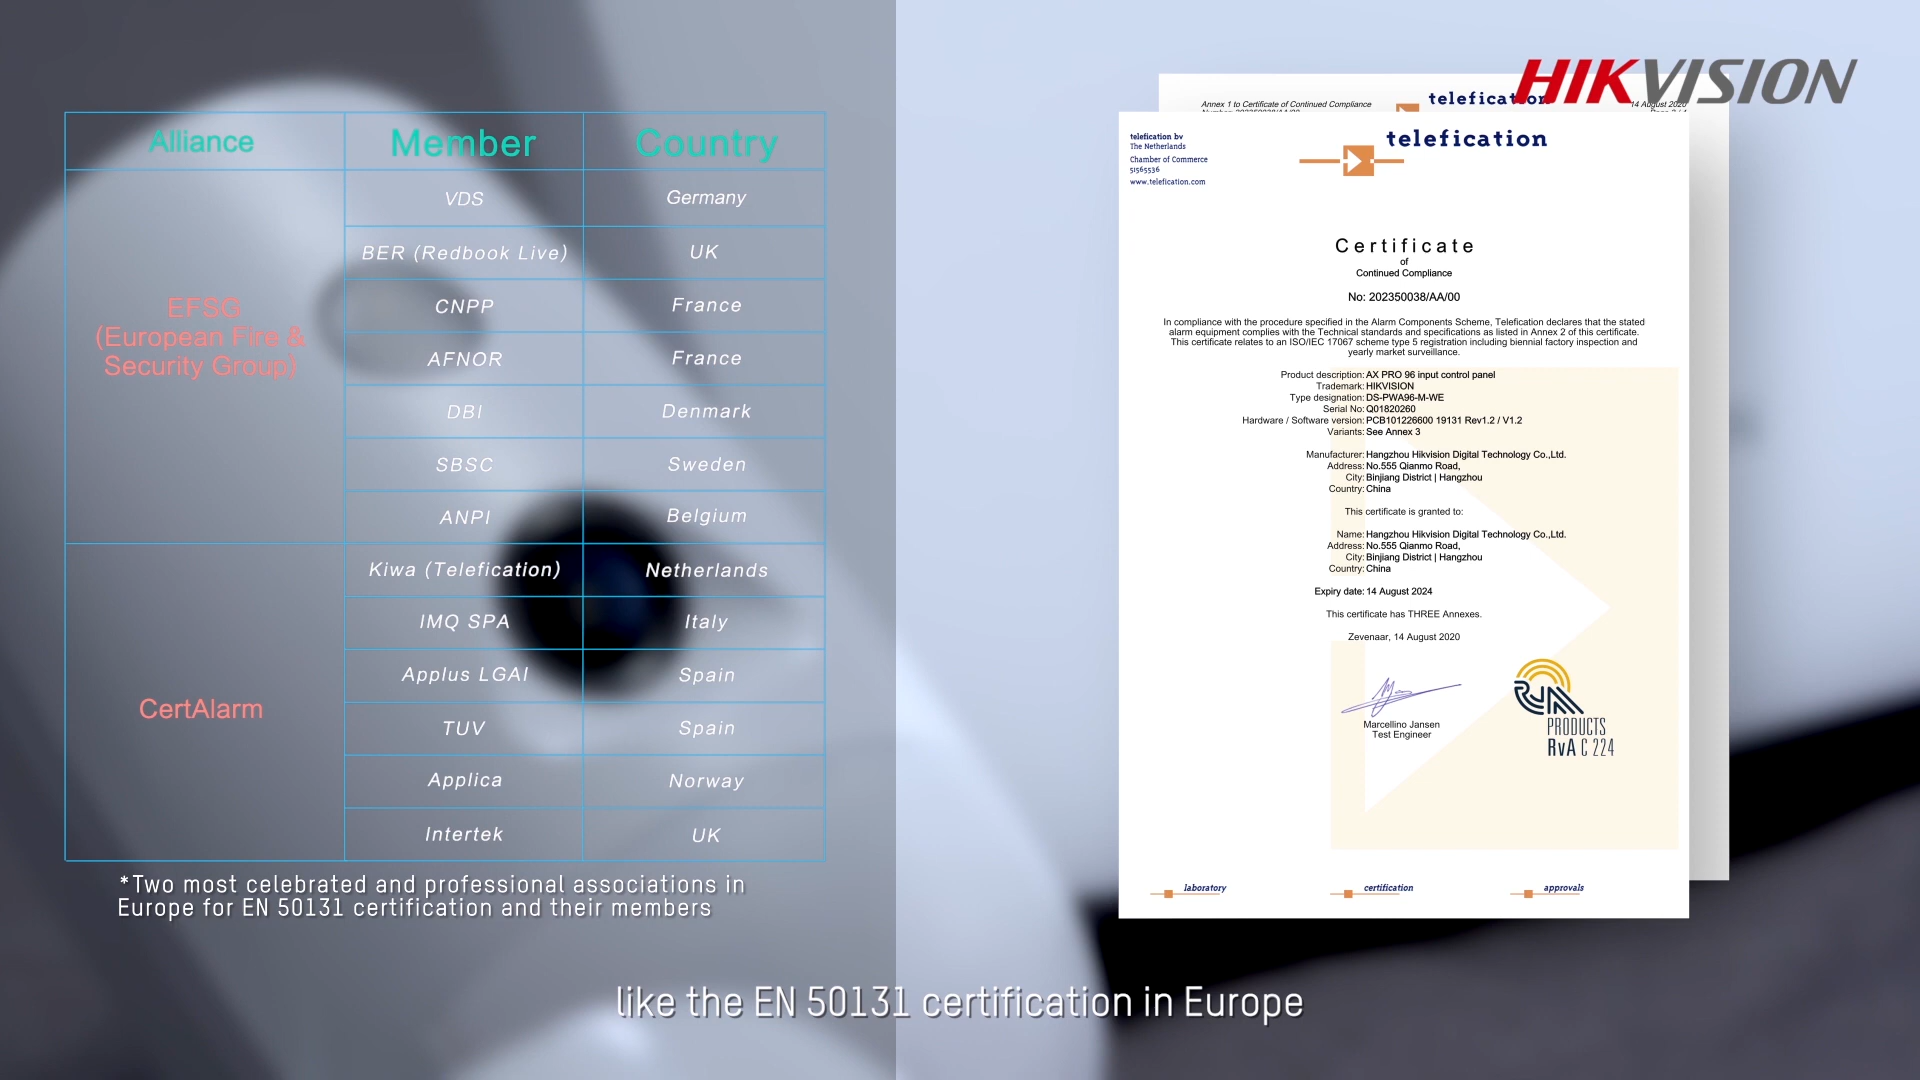 Alliance Member Country
EFSG
(European Fire &
Security Group)
VDS Germany
BER (Redbook Live) UK
CNPP France
AFNOR France
DBI Denmark
SBSC Sweden
ANPI Belgium
CertAlarm
Kiwa (Telefication) Netherlands
IMQ SPA Italy
Applus LGAI Spain
TUV Spain
Applica Norway
Intertek UK
*Two most celebrated and professional associations in
Europe for EN 50131 certification and their members
HIKVISION
Annex 1 to Certificate of Continued Compliance
telefication
14 August 2020
telefication bv
The Netherlands
Chamber of Commerce
51565536
www.telefication.com
telefication
Certificate
of
Continued Compliance
No: 202350038/AA/00
In compliance with the procedure specified in the Alarm Components Scheme, Telefication declares that the stated
alarm equipment complies with the Technical standards and specifications as listed in Annex 2 of this certificate.
This certificate relates to an ISO/IEC 17067 scheme type 5 registration including biennial factory inspection and
yearly market surveillance.
Product description: AX PRO 96 input control panel
Trademark: HIKVISION
Type designation: DS-PWA96-M-WE
Serial No: Q01820260
Hardware / Software version: PCB101226600 19131 Rev1.2 / V1.2
Variants: See Annex 3
Manufacturer: Hangzhou Hikvision Digital Technology Co.,Ltd.
Address: No.555 Qianmo Road,
City: Binjiang District | Hangzhou
Country: China
This certificate is granted to:
Name: Hangzhou Hikvision Digital Technology Co.,Ltd.
Address: No.555 Qianmo Road,
City: Binjiang District | Hangzhou
Country: China
Expiry date: 14 August 2024
This certificate has THREE Annexes.
Zevenaar, 14 August 2020
Marcellino Jansen
Test Engineer
RvA
PRODUCTS
RvA C 224
laboratory certification approvals
like the EN 50131 certification in Europe